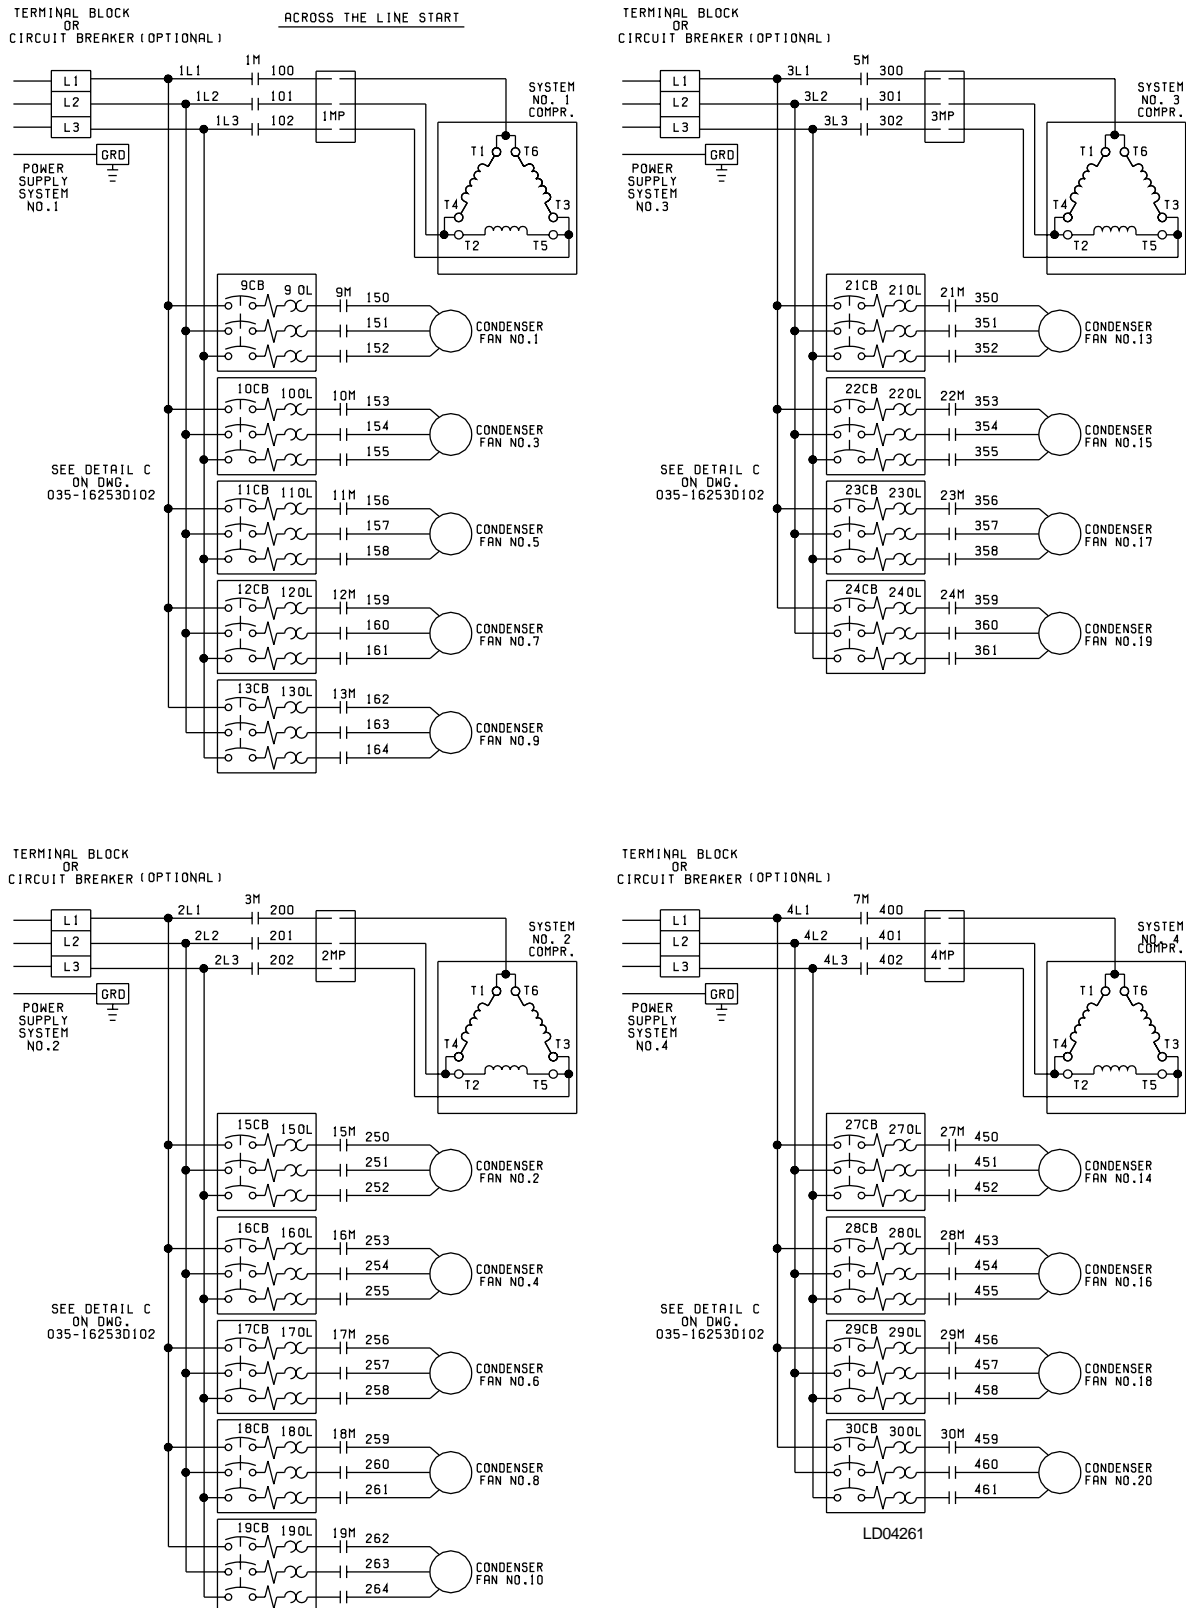 TERMINAL BLOCK
OR
CIRCUIT BREAKER (OPTIONAL)
ACROSS THE LINE START
L1
L2
L3
GRD
POWER
SUPPLY
SYSTEM
NO.1
1L1
1L2
1L3
1M
100
101
102
1MP
SYSTEM
NO. 1
COMPR.
T1
T6
T4
T3
T2
T5
9CB
9 OL
9M
150
151
152
CONDENSER
FAN NO.1
10CB
10OL
10M
153
154
155
CONDENSER
FAN NO.3
SEE DETAIL C
ON DWG.
035-16253D102
11CB
11OL
11M
156
157
158
CONDENSER
FAN NO.5
12CB
12OL
12M
159
160
161
CONDENSER
FAN NO.7
13CB
13OL
13M
162
163
164
CONDENSER
FAN NO.9
TERMINAL BLOCK
OR
CIRCUIT BREAKER (OPTIONAL)
L1
L2
L3
GRD
POWER
SUPPLY
SYSTEM
NO.3
3L1
3L2
3L3
5M
300
301
302
3MP
SYSTEM
NO. 3
COMPR.
T1
T6
T4
T3
T2
T5
21CB
21OL
21M
350
351
352
CONDENSER
FAN NO.13
22CB
22OL
22M
353
354
355
CONDENSER
FAN NO.15
SEE DETAIL C
ON DWG.
035-16253D102
23CB
23OL
23M
356
357
358
CONDENSER
FAN NO.17
24CB
24OL
24M
359
360
361
CONDENSER
FAN NO.19
TERMINAL BLOCK
OR
CIRCUIT BREAKER (OPTIONAL)
L1
L2
L3
GRD
POWER
SUPPLY
SYSTEM
NO.2
2L1
2L2
2L3
3M
200
201
202
2MP
SYSTEM
NO. 2
COMPR.
T1
T6
T4
T3
T2
T5
15CB
15OL
15M
250
251
252
CONDENSER
FAN NO.2
16CB
16OL
16M
253
254
255
CONDENSER
FAN NO.4
SEE DETAIL C
ON DWG.
035-16253D102
17CB
17OL
17M
256
257
258
CONDENSER
FAN NO.6
18CB
18OL
18M
259
260
261
CONDENSER
FAN NO.8
19CB
19OL
19M
262
263
264
CONDENSER
FAN NO.10
TERMINAL BLOCK
OR
CIRCUIT BREAKER (OPTIONAL)
L1
L2
L3
GRD
POWER
SUPPLY
SYSTEM
NO.4
4L1
4L2
4L3
7M
400
401
402
4MP
SYSTEM
NO. 4
COMPR.
T1
T6
T4
T3
T2
T5
27CB
27OL
27M
450
451
452
CONDENSER
FAN NO.14
28CB
28OL
28M
453
454
455
CONDENSER
FAN NO.16
SEE DETAIL C
ON DWG.
035-16253D102
29CB
29OL
29M
456
457
458
CONDENSER
FAN NO.18
30CB
30OL
30M
459
460
461
CONDENSER
FAN NO.20
LD04261